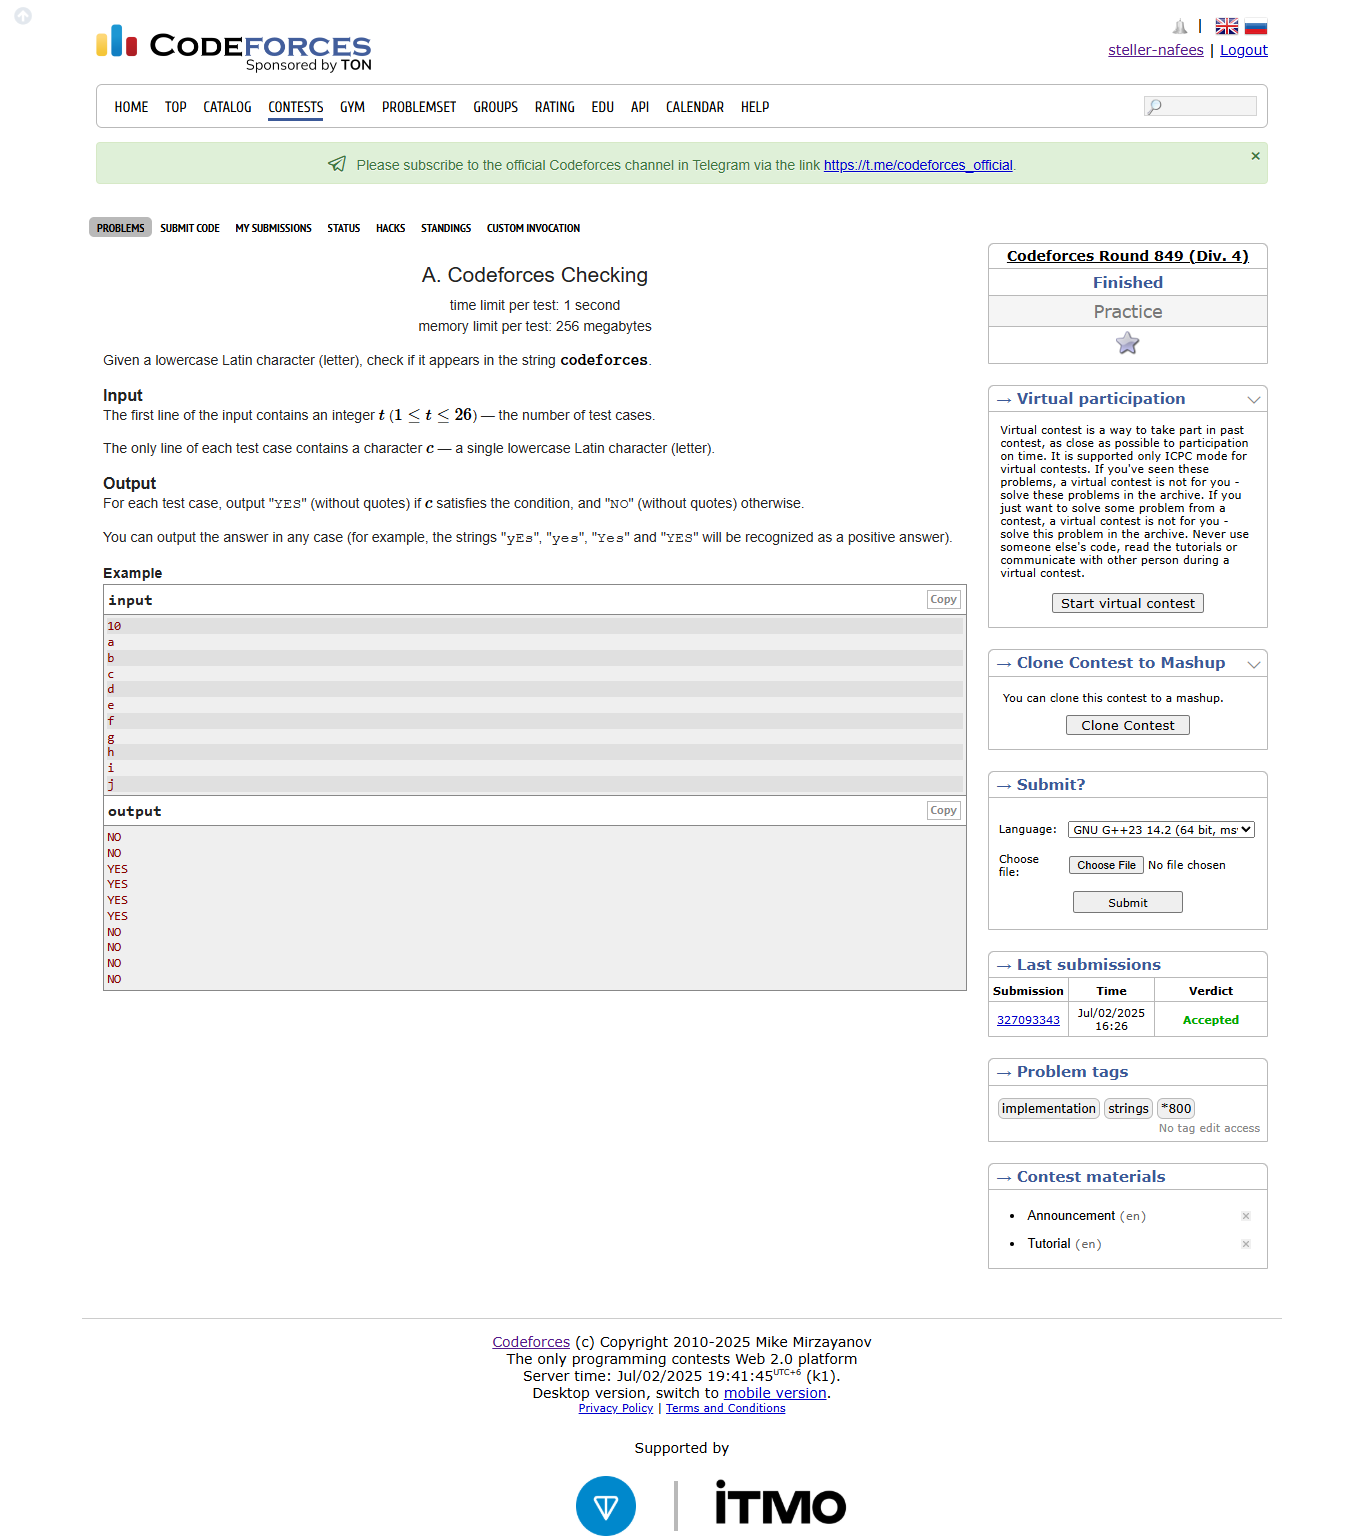 CODEFORCES
Sponsored by TON
|
steller-nafees | Logout
HOME TOP CATALOG CONTESTS GYM PROBLEMSET GROUPS RATING EDU API CALENDAR HELP
Please subscribe to the official Codeforces channel in Telegram via the link https://t.me/codeforces_official.
×
PROBLEMS SUBMIT CODE MY SUBMISSIONS STATUS HACKS STANDINGS CUSTOM INVOCATION
A. Codeforces Checking
time limit per test: 1 second
memory limit per test: 256 megabytes
Given a lowercase Latin character (letter), check if it appears in the string codeforces.
Input
The first line of the input contains an integer t (1 ≤ t ≤ 26) — the number of test cases.
The only line of each test case contains a character c — a single lowercase Latin character (letter).
Output
For each test case, output "YES" (without quotes) if c satisfies the condition, and "NO" (without quotes) otherwise.
You can output the answer in any case (for example, the strings "yEs", "yes", "Yes" and "YES" will be recognized as a positive answer).
Example
input
Copy
10
a
b
c
d
e
f
g
h
i
j
output
Copy
NO
NO
YES
YES
YES
YES
NO
NO
NO
NO
Codeforces Round 849 (Div. 4)
Finished
Practice
→ Virtual participation
Virtual contest is a way to take part in past
contest, as close as possible to participation
on time. It is supported only ICPC mode for
virtual contests. If you've seen these
problems, a virtual contest is not for you -
solve these problems in the archive. If you
just want to solve some problem from a
contest, a virtual contest is not for you -
solve this problem in the archive. Never use
someone else's code, read the tutorials or
communicate with other person during a
virtual contest.
Start virtual contest
→ Clone Contest to Mashup
You can clone this contest to a mashup.
Clone Contest
→ Submit?
Language: GNU G++23 14.2 (64 bit, ms
Choose
file:
Choose File No file chosen
Submit
→ Last submissions
Submission Time Verdict
327093343 Jul/02/2025
16:26 Accepted
→ Problem tags
implementation strings *800
No tag edit access
→ Contest materials
• Announcement (en) ×
• Tutorial (en) ×
Codeforces (c) Copyright 2010-2025 Mike Mirzayanov
The only programming contests Web 2.0 platform
Server time: Jul/02/2025 19:41:45UTC+6 (k1).
Desktop version, switch to mobile version.
Privacy Policy | Terms and Conditions
Supported by
iTMO